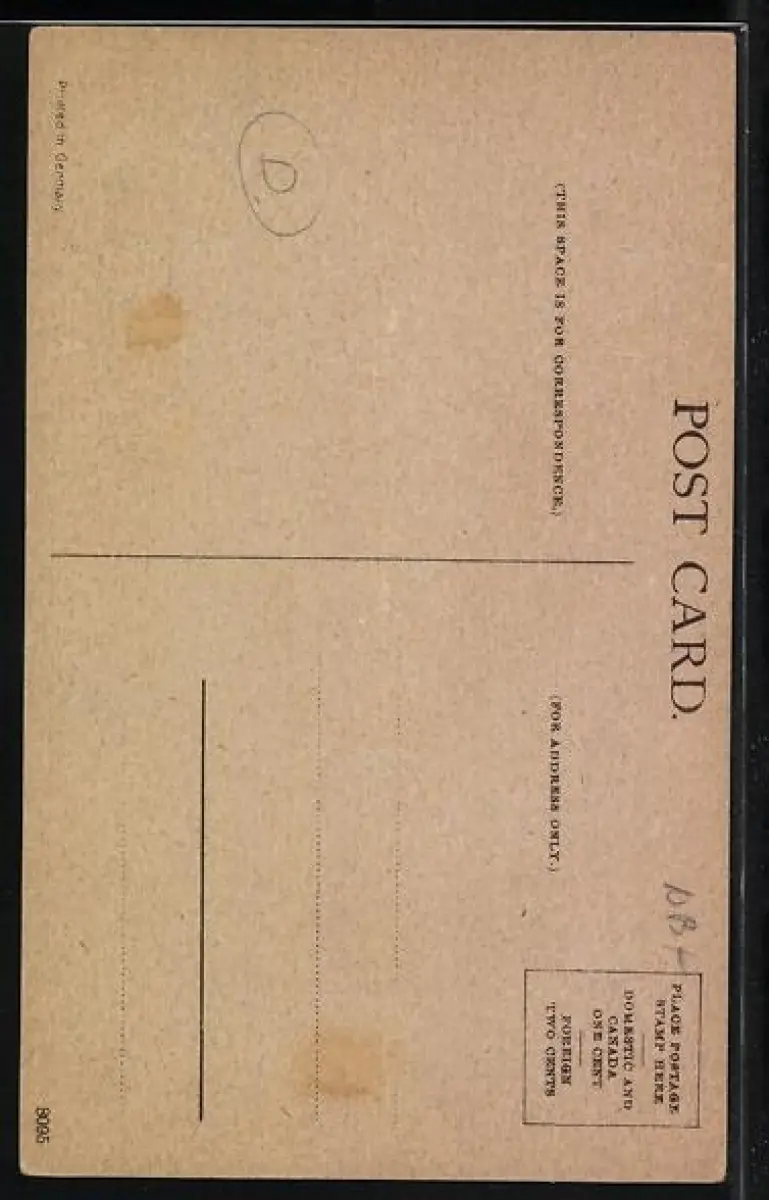 POST CARD.
(THIS SPACE IS FOR CORRESPONDENCE.)
(FOR ADDRESS ONLY.)
PLACE POSTAGE
STAMP HERE
DOMESTIC AND
CANADA
ONE CENT
FOREIGN
TWO CENTS
D.
Printed in Germany
8095